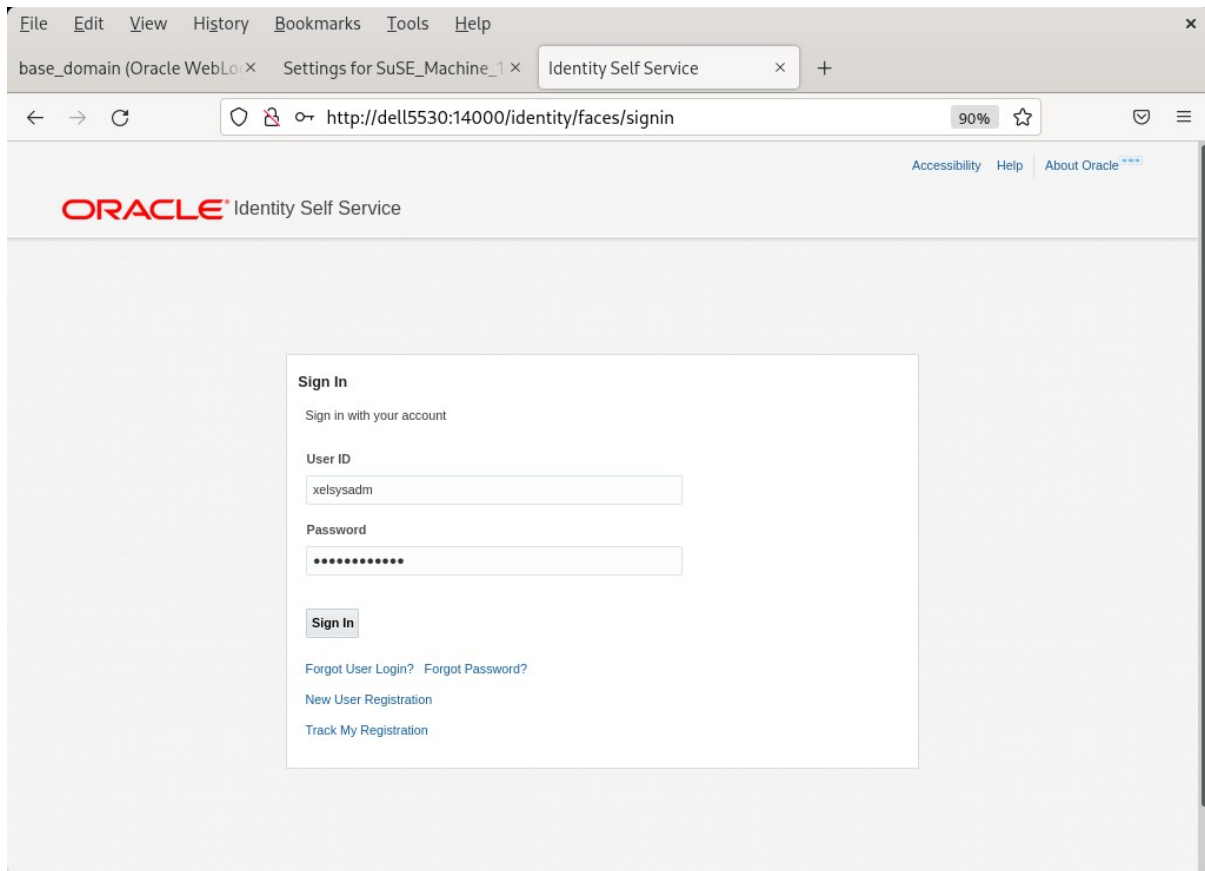 File Edit View History Bookmarks Tools Help
base_domain (Oracle WebLo Settings for SuSE_Machine_1 Identity Self Service
http://dell5530:14000/identity/faces/signin 90%
Accessibility Help About Oracle
ORACLE Identity Self Service
Sign In
Sign in with your account
User ID
xelsysadm
Password
••••••••••••
Sign In
Forgot User Login? Forgot Password?
New User Registration
Track My Registration